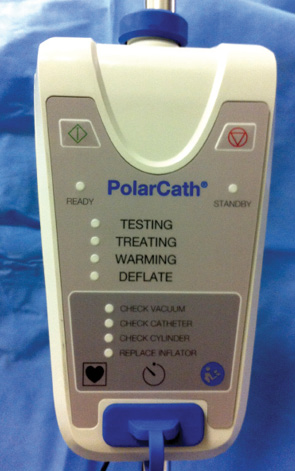 PolarCath®
READY
STANDBY
TESTING
TREATING
WARMING
DEFLATE
CHECK VACUUM
CHECK CATHETER
CHECK CYLINDER
REPLACE INFLATOR